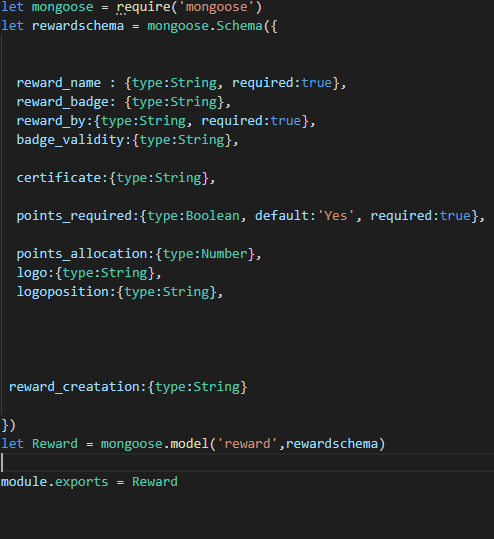 let mongoose = require('mongoose')
let rewardschema = mongoose.Schema({
reward_name : {type:String, required:true},
reward_badge: {type:String},
reward_by:{type:String, required:true},
badge_validity:{type:String},
certificate:{type:String},
points_required:{type:Boolean, default:'Yes', required:true},
points_allocation:{type:Number},
logo:{type:String},
logoposition:{type:String},
reward_creatation:{type:String}
})
let Reward = mongoose.model('reward',rewardschema)
module.exports = Reward